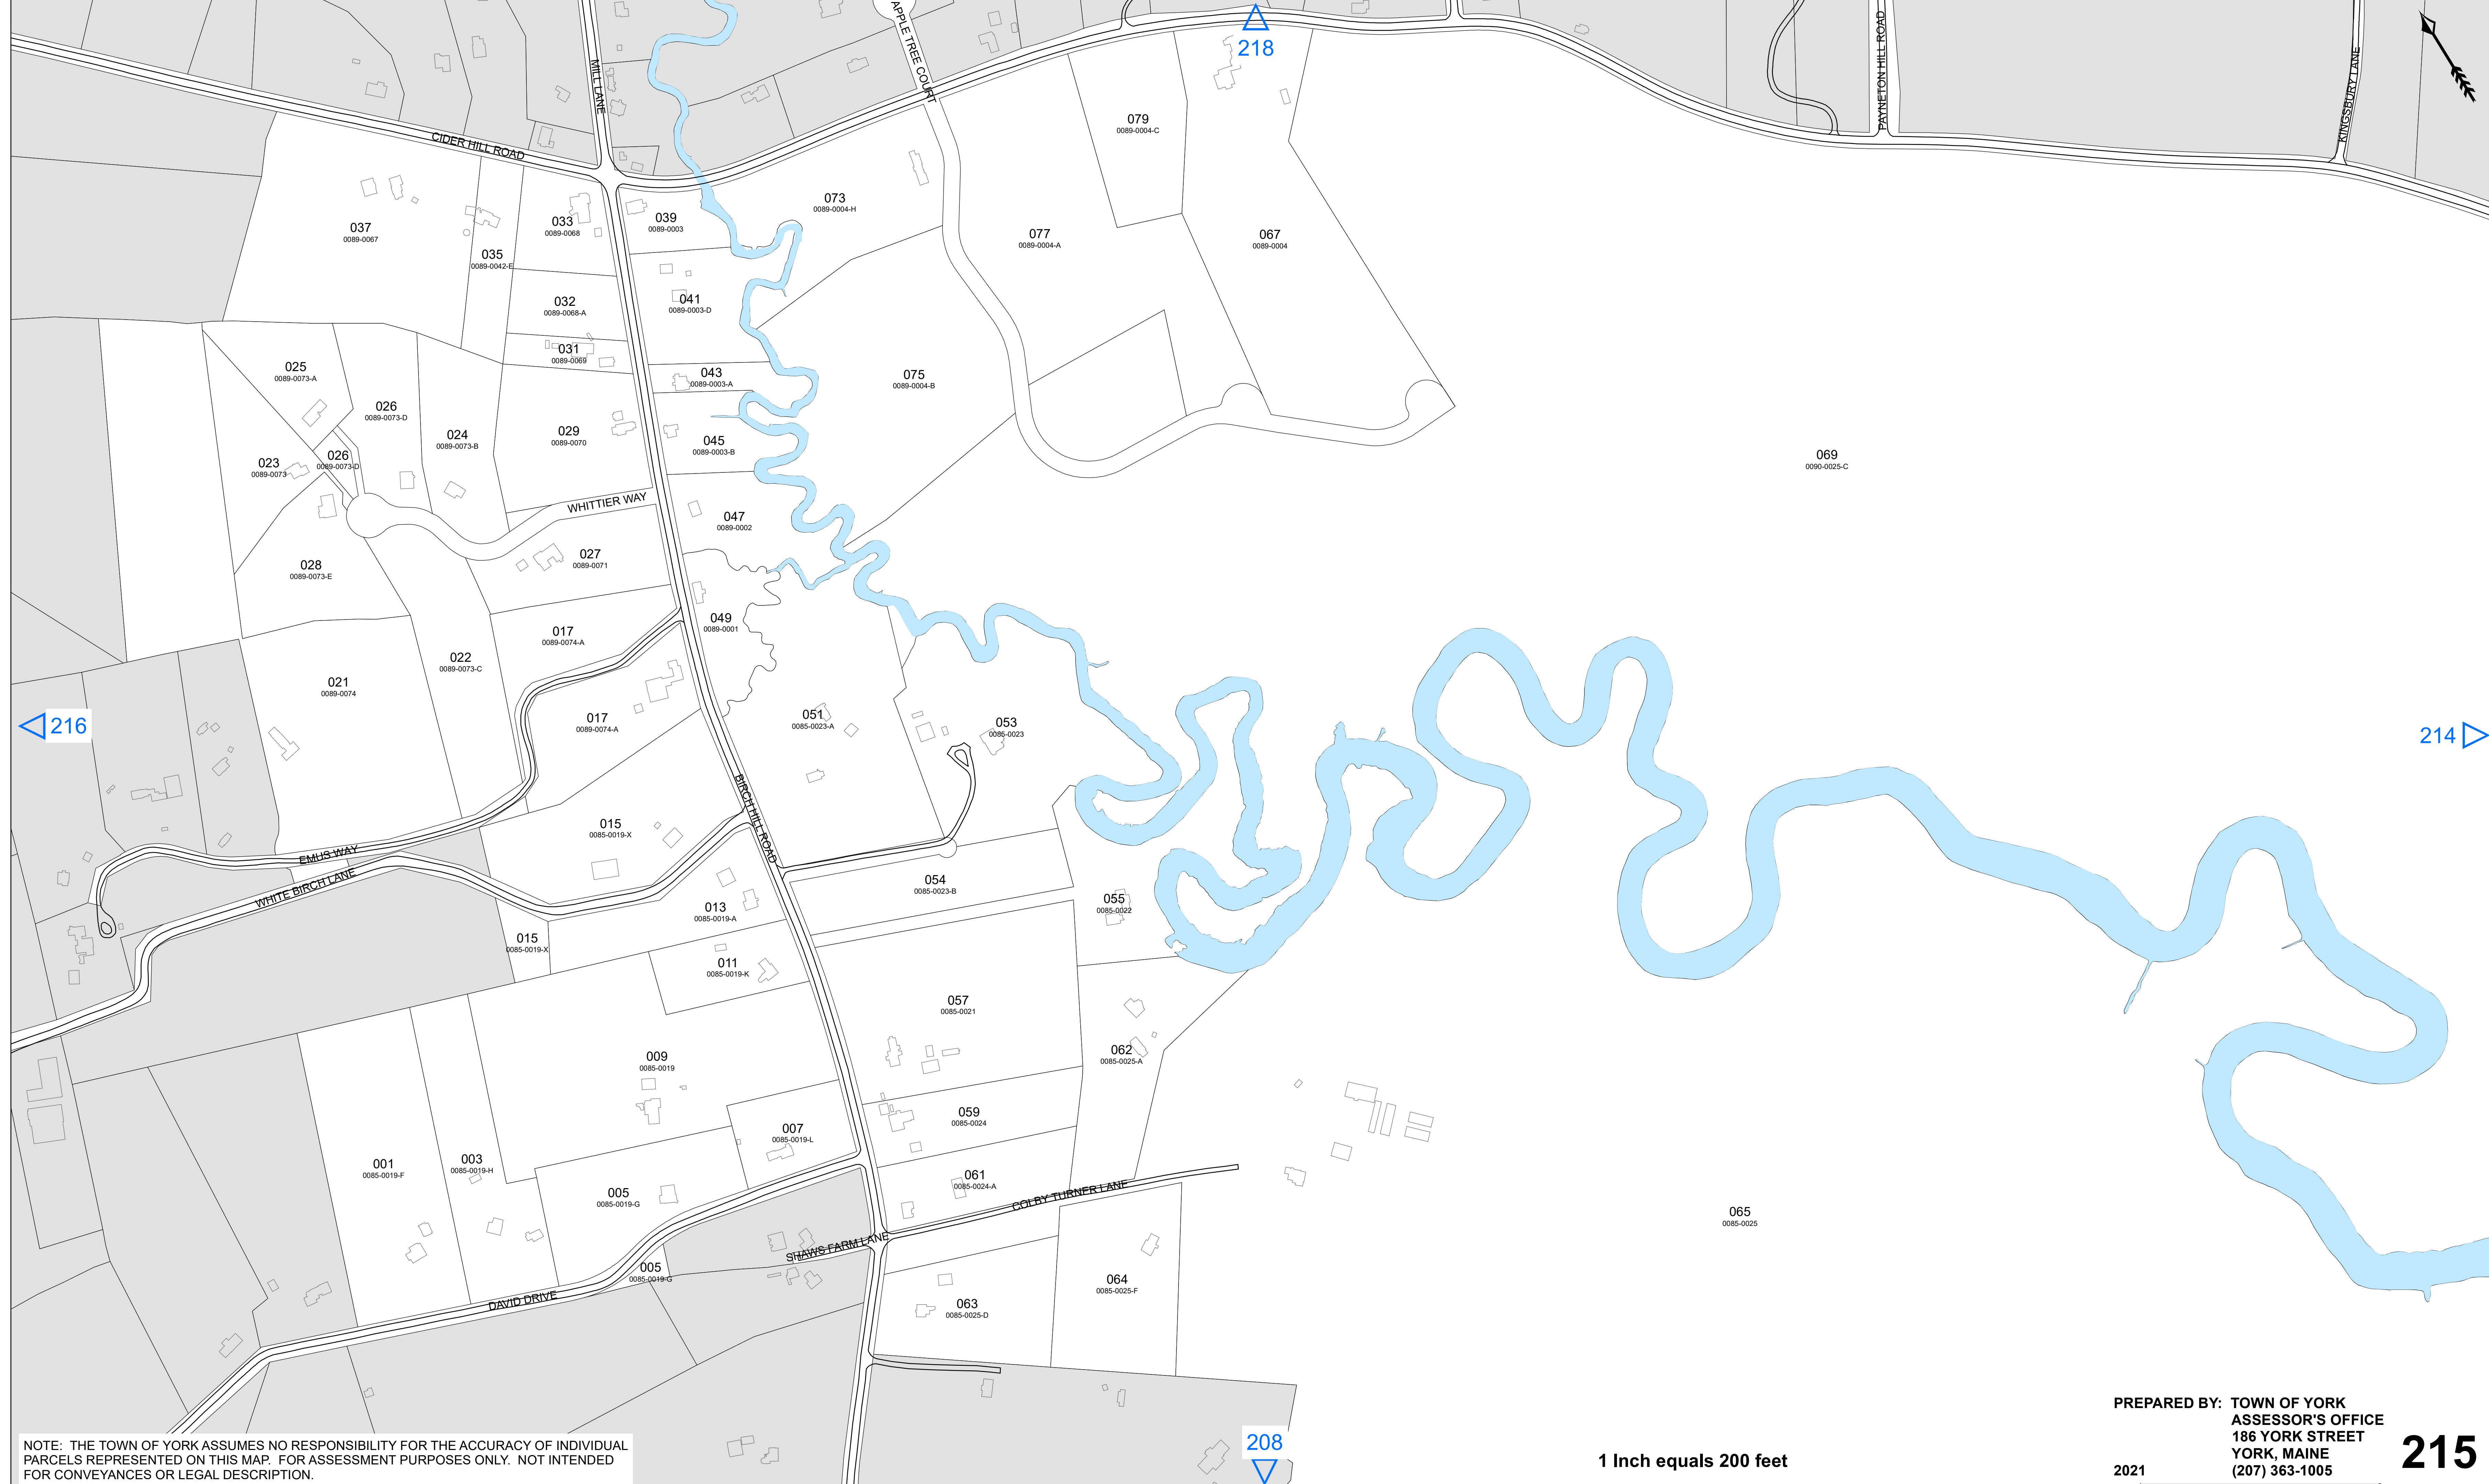 APPLE TREE COURT
218
PAYNETON HILL ROAD
KINGSBURY LANE
MILL LANE
CIDER HILL ROAD
079
0089-0004-C
073
0089-0004-H
039
0089-0003
033
0089-0068
037
0089-0067
035
0089-0042-E
077
0089-0004-A
067
0089-0004
032
0089-0068-A
041
0089-0003-D
031
0089-0069
025
0089-0073-A
043
0089-0003-A
075
0089-0004-B
026
0089-0073-D
024
0089-0073-B
029
0089-0070
045
0089-0003-B
069
0090-0025-C
023
0089-0073
026
0089-0073-D
WHITTIER WAY
047
0089-0002
028
0089-0073-E
027
0089-0071
049
0089-0001
017
0089-0074-A
022
0089-0073-C
021
0089-0074
216
017
0089-0074-A
051
0085-0023-A
053
0085-0023
214
BIRCH HILL ROAD
015
0085-0019-X
EMUS WAY
WHITE BIRCH LANE
054
0085-0023-B
055
0085-0022
013
0085-0019-A
015
0085-0019-X
011
0085-0019-K
057
0085-0021
009
0085-0019
062
0085-0025-A
059
0085-0024
007
0085-0019-L
001
0085-0019-F
003
0085-0019-H
061
0085-0024-A
005
0085-0019-G
COLBY TURNER LANE
065
0085-0025
SHAWS FARM LANE
005
0085-0019-G
064
0085-0025-F
DAVID DRIVE
063
0085-0025-D
208
NOTE: THE TOWN OF YORK ASSUMES NO RESPONSIBILITY FOR THE ACCURACY OF INDIVIDUAL
PARCELS REPRESENTED ON THIS MAP. FOR ASSESSMENT PURPOSES ONLY. NOT INTENDED
FOR CONVEYANCES OR LEGAL DESCRIPTION.
1 Inch equals 200 feet
PREPARED BY: TOWN OF YORK
ASSESSOR'S OFFICE
186 YORK STREET
YORK, MAINE
2021 (207) 363-1005
215